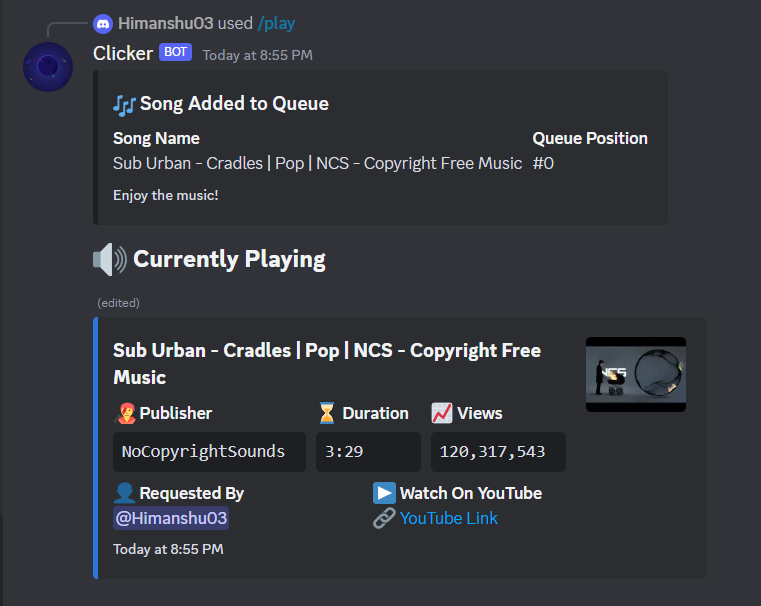 Himanshu03 used /play
Clicker BOT Today at 8:55 PM
Song Added to Queue
Song Name Queue Position
Sub Urban - Cradles | Pop | NCS - Copyright Free Music #0
Enjoy the music!
Currently Playing
(edited)
Sub Urban - Cradles | Pop | NCS - Copyright Free
Music
NCS
Publisher Duration Views
NoCopyrightSounds 3:29 120,317,543
Requested By Watch On YouTube
@Himanshu03 YouTube Link
Today at 8:55 PM